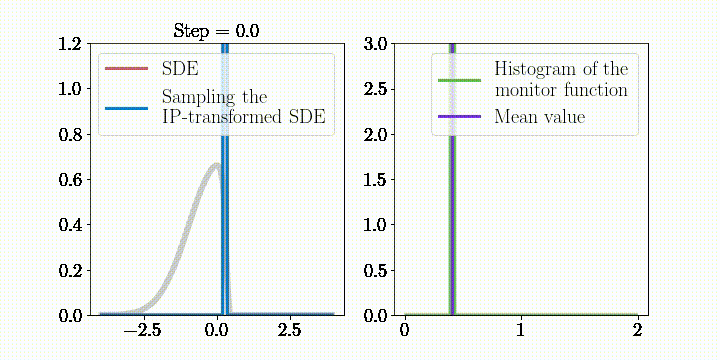 Step = 0.0
1.2
1.0
0.8
0.6
0.4
0.2
0.0
−2.5
0.0
2.5
SDE
Sampling the
IP-transformed SDE
3.0
2.5
2.0
1.5
1.0
0.5
0.0
0
1
2
Histogram of the
monitor function
Mean value